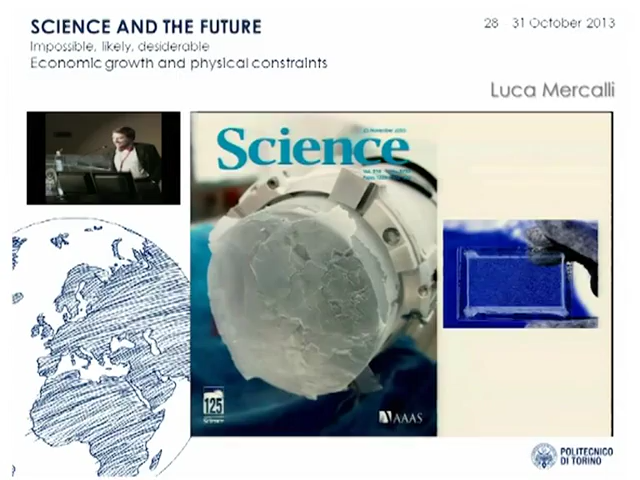 SCIENCE AND THE FUTURE
Impossible, likely, desiderable
Economic growth and physical constraints
28 31 October 2013
Luca Mercalli
Science
125
Science
AAAS
POLITECNICO
DI TORINO